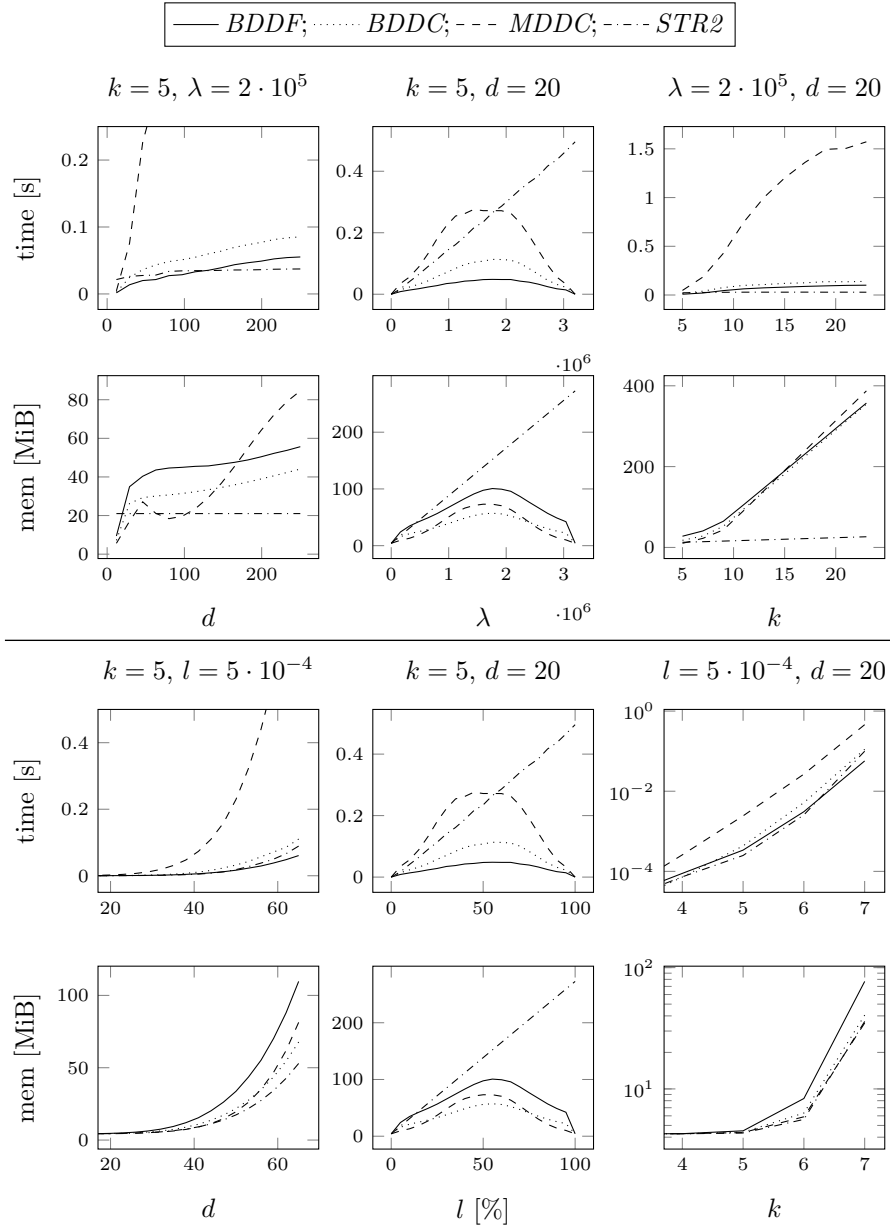 BDDF; BDDC; MDDC; STR2
k = 5, λ = 2 · 10^5
k = 5, d = 20
λ = 2 · 10^5, d = 20
time [s]
0.2
0.1
0
0 100 200
0.4
0.2
0
0 1 2 3
·10^6
1.5
1
0.5
0
5 10 15 20
mem [MiB]
80
60
40
20
0
0 100 200
d
200
100
0
0 1 2 3
·10^6
λ
400
200
0
5 10 15 20
k
k = 5, l = 5 · 10^−4
k = 5, d = 20
l = 5 · 10^−4, d = 20
time [s]
0.4
0.2
0
20 40 60
0.4
0.2
0
0 50 100
10^0
10^−2
10^−4
4 5 6 7
mem [MiB]
100
50
0
20 40 60
d
200
100
0
0 50 100
l [%]
10^2
10^1
4 5 6 7
k